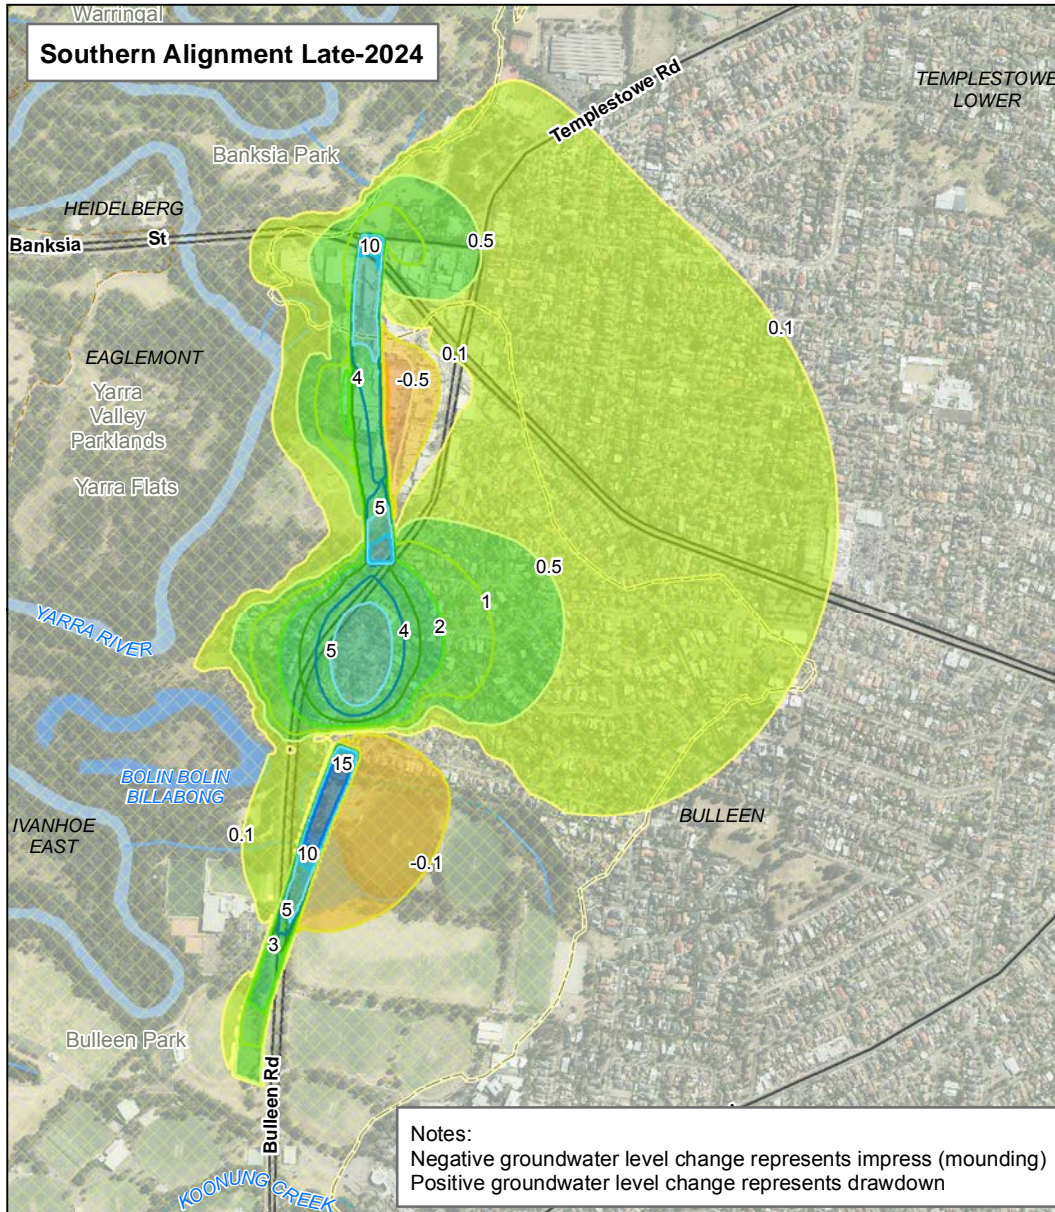 Warringal
Southern Alignment Late-2024
Templestowe Rd
TEMPLESTOWE
LOWER
Banksia Park
HEIDELBERG
Banksia St
10
0.5
0.1
EAGLEMONT
0.1
4
-0.5
Yarra
Valley
Parklands
Yarra Flats
5
0.5
1
YARRA RIVER
2
4
5
15
BOLIN BOLIN
BILLABONG
BULLEEN
IVANHOE
EAST
0.1
10
-0.1
5
3
Bulleen Park
Bulleen Rd
KOONUNG CREEK
Notes:
Negative groundwater level change represents impress (mounding)
Positive groundwater level change represents drawdown